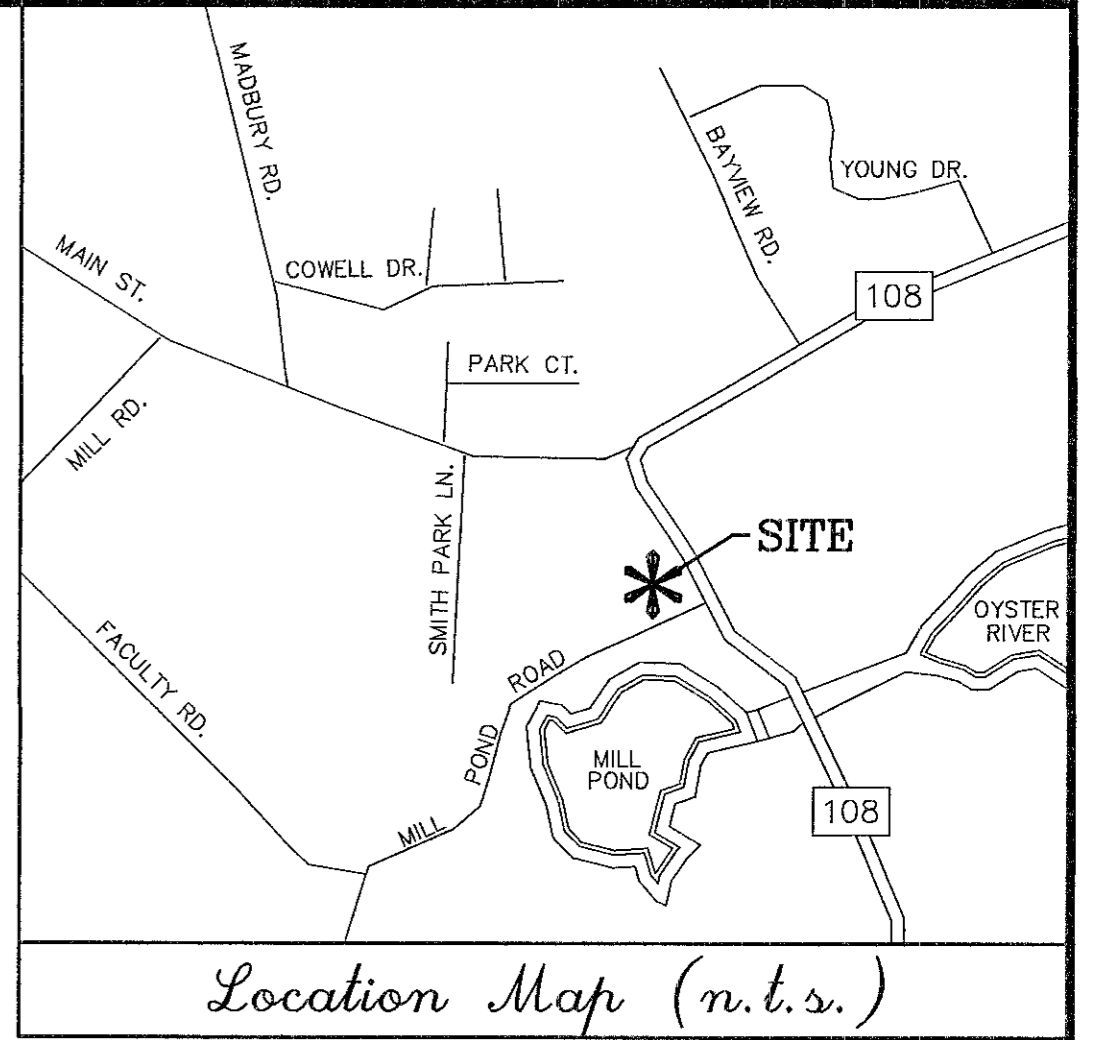 MADBURY RD.
BAYVIEW RD.
YOUNG DR.
MAIN ST.
COWELL DR.
108
PARK CT.
MILL RD.
SMITH PARK LN.
SITE
OYSTER
RIVER
FACULTY RD.
MILL POND ROAD
MILL
POND
108
Location Map (n.t.s.)